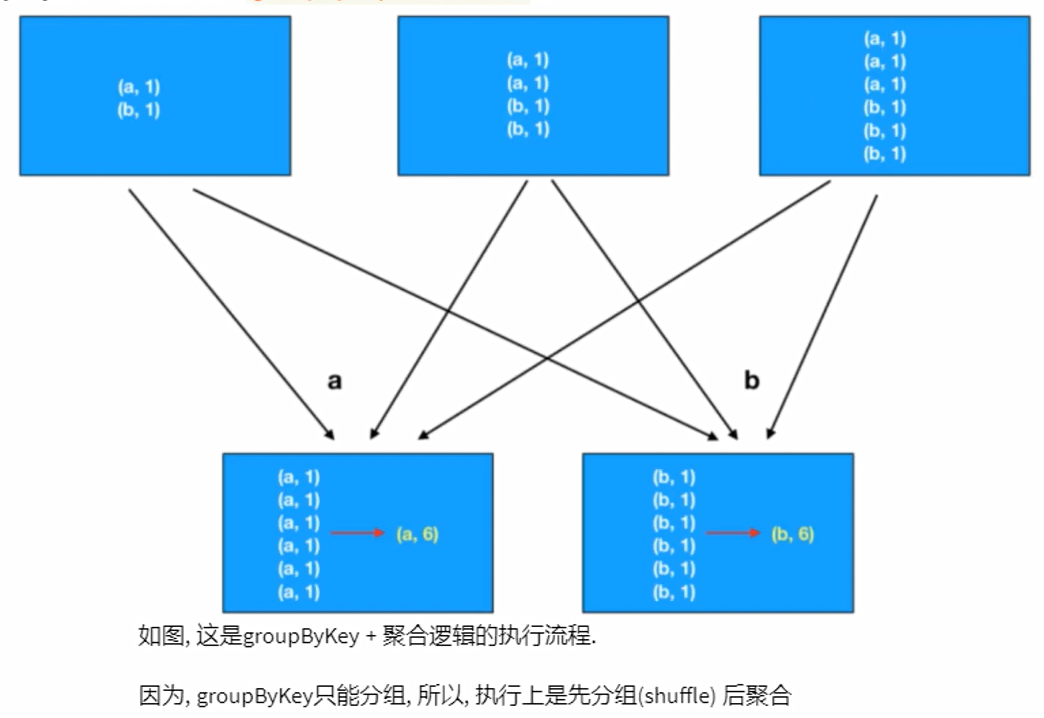 (a, 1)
(b, 1)
(a, 1)
(a, 1)
(b, 1)
(b, 1)
(a, 1)
(a, 1)
(a, 1)
(b, 1)
(b, 1)
(b, 1)
a
b
(a, 1)
(a, 1)
(a, 1)
(a, 1)
(a, 1)
(a, 1)
(a, 6)
(b, 1)
(b, 1)
(b, 1)
(b, 1)
(b, 1)
(b, 1)
(b, 6)
如图, 这是groupByKey + 聚合逻辑的执行流程.
因为, groupByKey只能分组, 所以, 执行上是先分组(shuffle) 后聚合